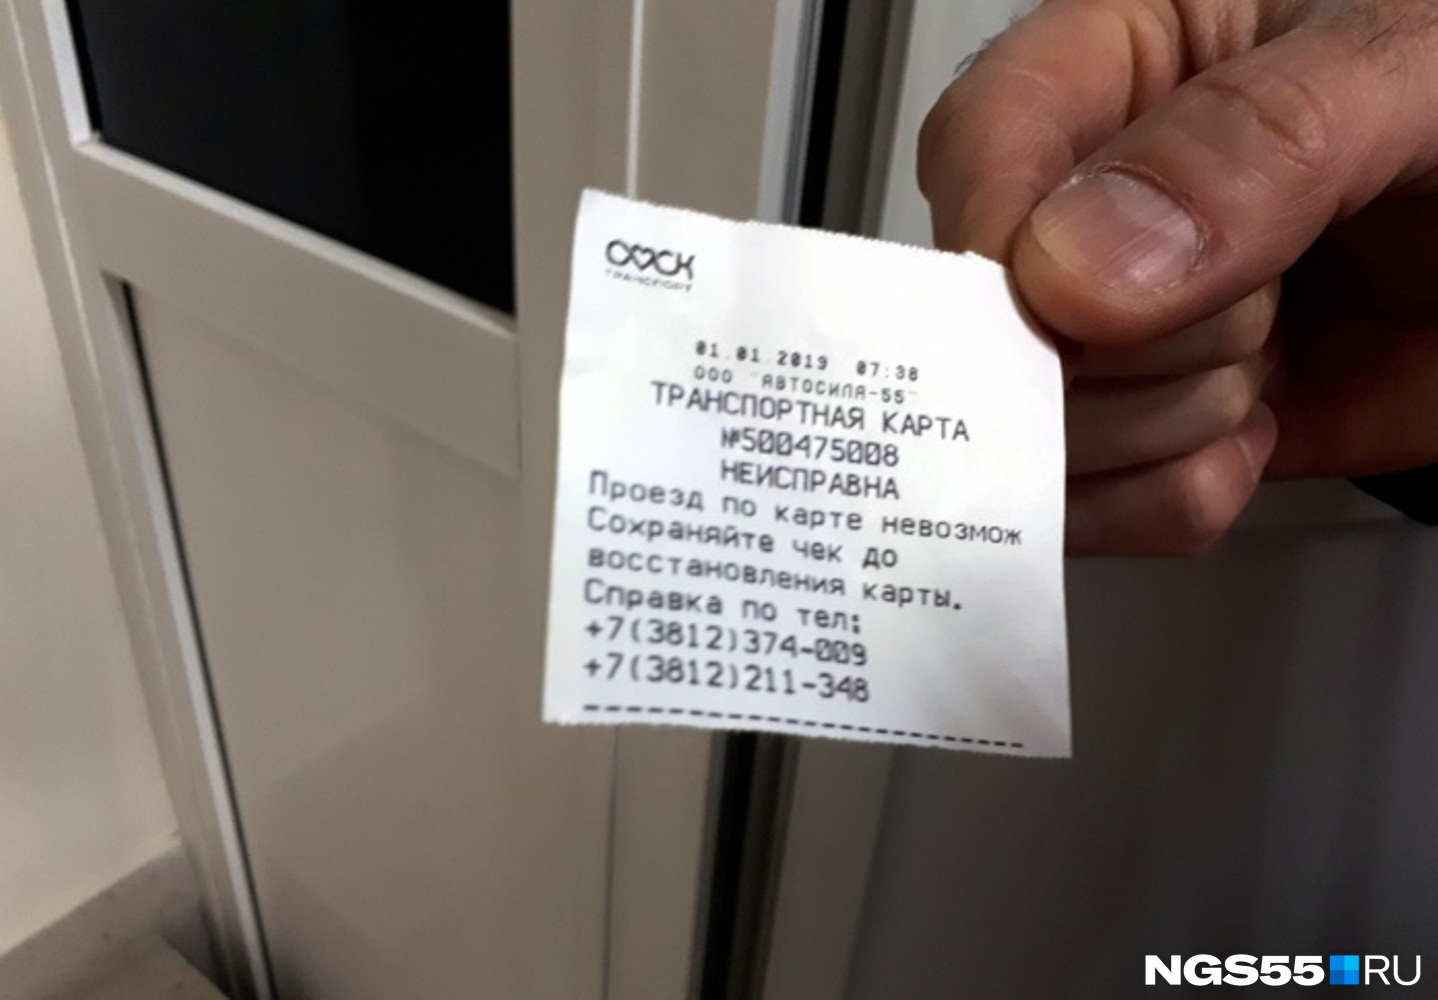 ОМСК
ТРАНСПОРТ
01.01.2019 07:38
ООО "АВТОСИЛА-55"
ТРАНСПОРТНАЯ КАРТА
№500475008
НЕИСПРАВНА
Проезд по карте невозмож
Сохраняйте чек до
восстановления карты.
Справка по тел:
+7(3812)374-009
+7(3812)211-348
NGS55.RU